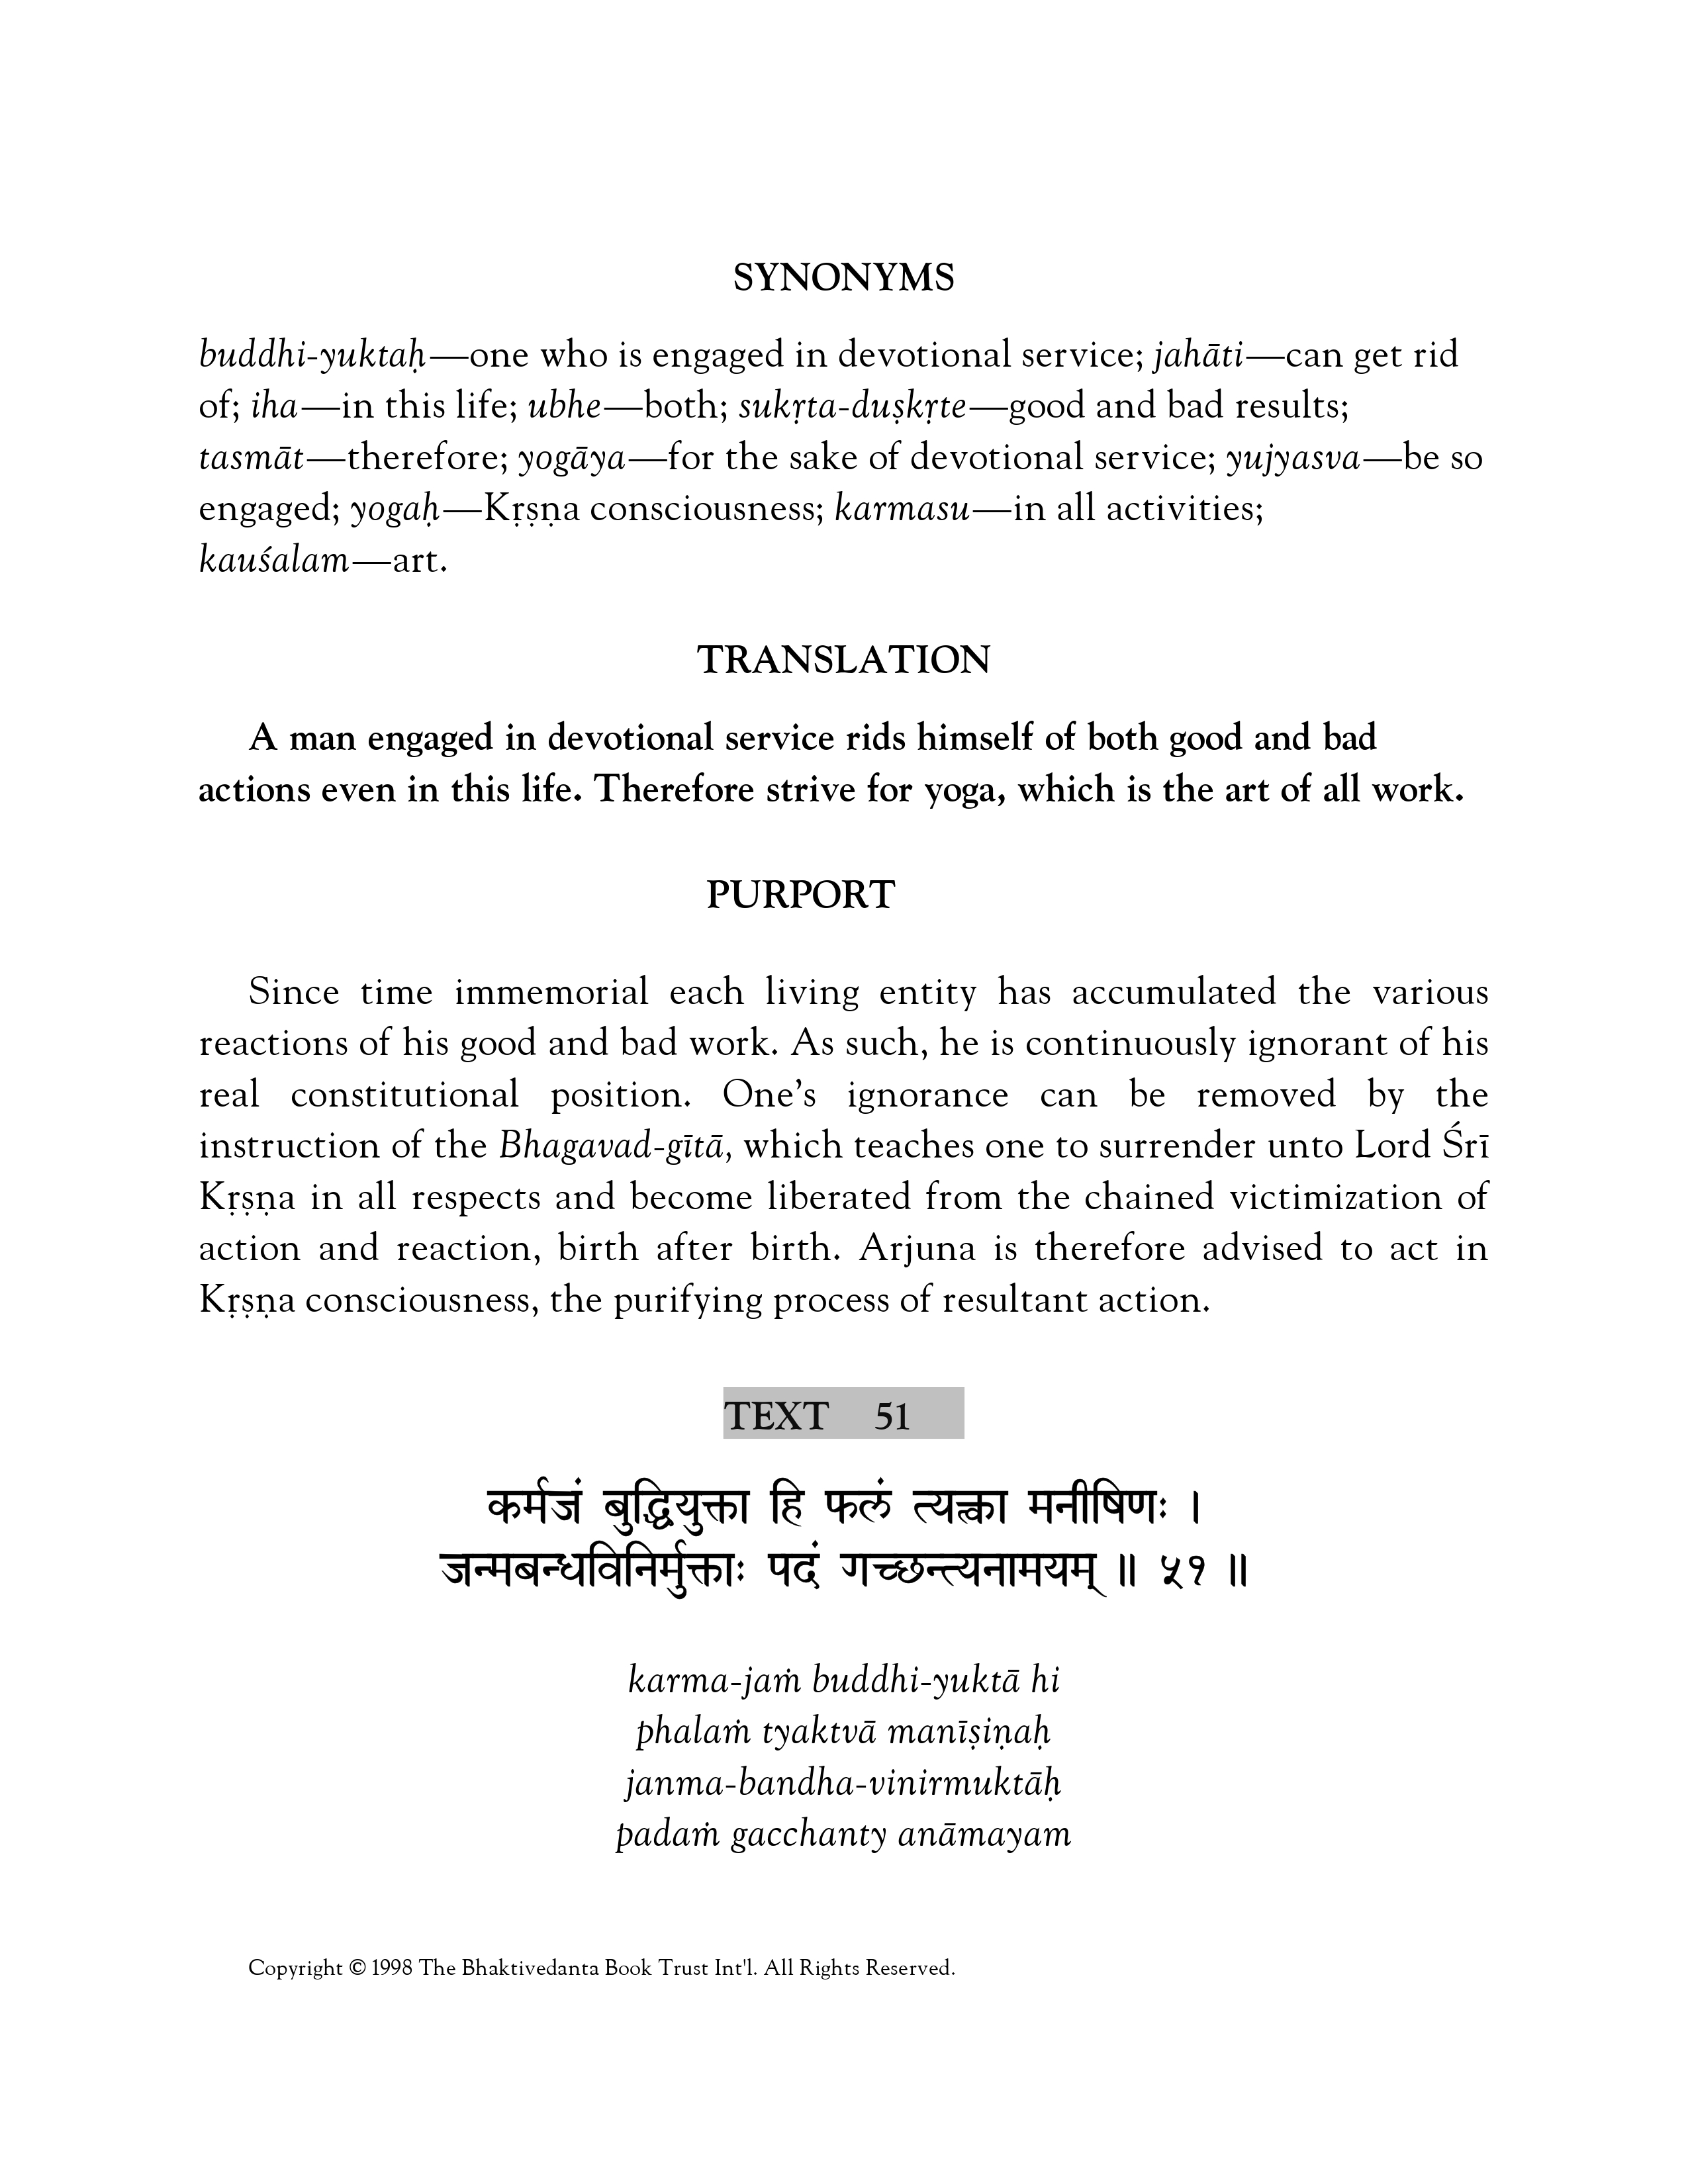 SYNONYMS
buddhi-yuktaḥ—one who is engaged in devotional service; jahāti—can get rid
of; iha—in this life; ubhe—both; sukṛta-duṣkṛte—good and bad results;
tasmāt—therefore; yogāya—for the sake of devotional service; yujyasva—be so
engaged; yogaḥ—Kṛṣṇa consciousness; karmasu—in all activities;
kauśalam—art.
TRANSLATION
A man engaged in devotional service rids himself of both good and bad
actions even in this life. Therefore strive for yoga, which is the art of all work.
PURPORT
Since time immemorial each living entity has accumulated the various
reactions of his good and bad work. As such, he is continuously ignorant of his
real constitutional position. One’s ignorance can be removed by the
instruction of the Bhagavad-gītā, which teaches one to surrender unto Lord Śrī
Kṛṣṇa in all respects and become liberated from the chained victimization of
action and reaction, birth after birth. Arjuna is therefore advised to act in
Kṛṣṇa consciousness, the purifying process of resultant action.
TEXT 51
कर्मजं बुद्धियुक्ता हि फलं त्यक्त्वा मनीषिणः ।
जन्मबन्धविनिर्मुक्ताः पदं गच्छन्त्यनामयम् ॥ ५१ ॥
karma-jaṁ buddhi-yuktā hi
phalaṁ tyaktvā manīṣiṇaḥ
janma-bandha-vinirmuktāḥ
padaṁ gacchanty anāmayam
Copyright © 1998 The Bhaktivedanta Book Trust Int'l. All Rights Reserved.